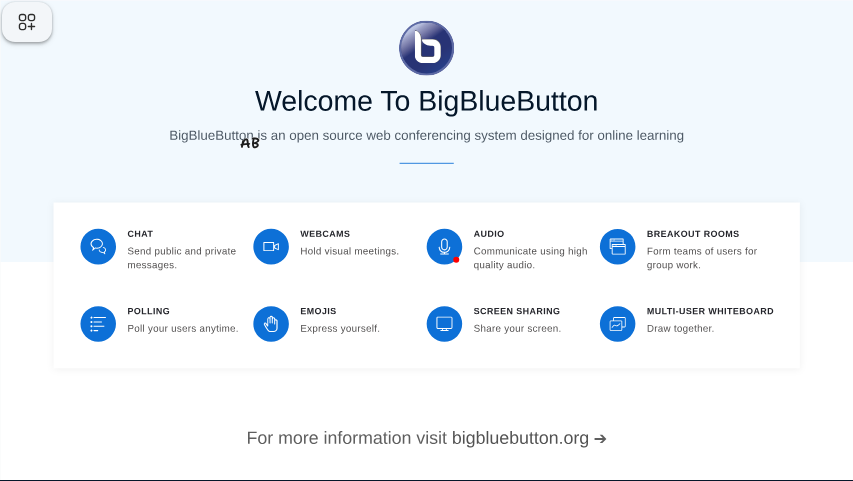 Welcome To BigBlueButton
BigBlueButton is an open source web conferencing system designed for online learning
AB
CHAT
Send public and private
messages.
WEBCAMS
Hold visual meetings.
AUDIO
Communicate using high
quality audio.
BREAKOUT ROOMS
Form teams of users for
group work.
POLLING
Poll your users anytime.
EMOJIS
Express yourself.
SCREEN SHARING
Share your screen.
MULTI-USER WHITEBOARD
Draw together.
For more information visit bigbluebutton.org ➔